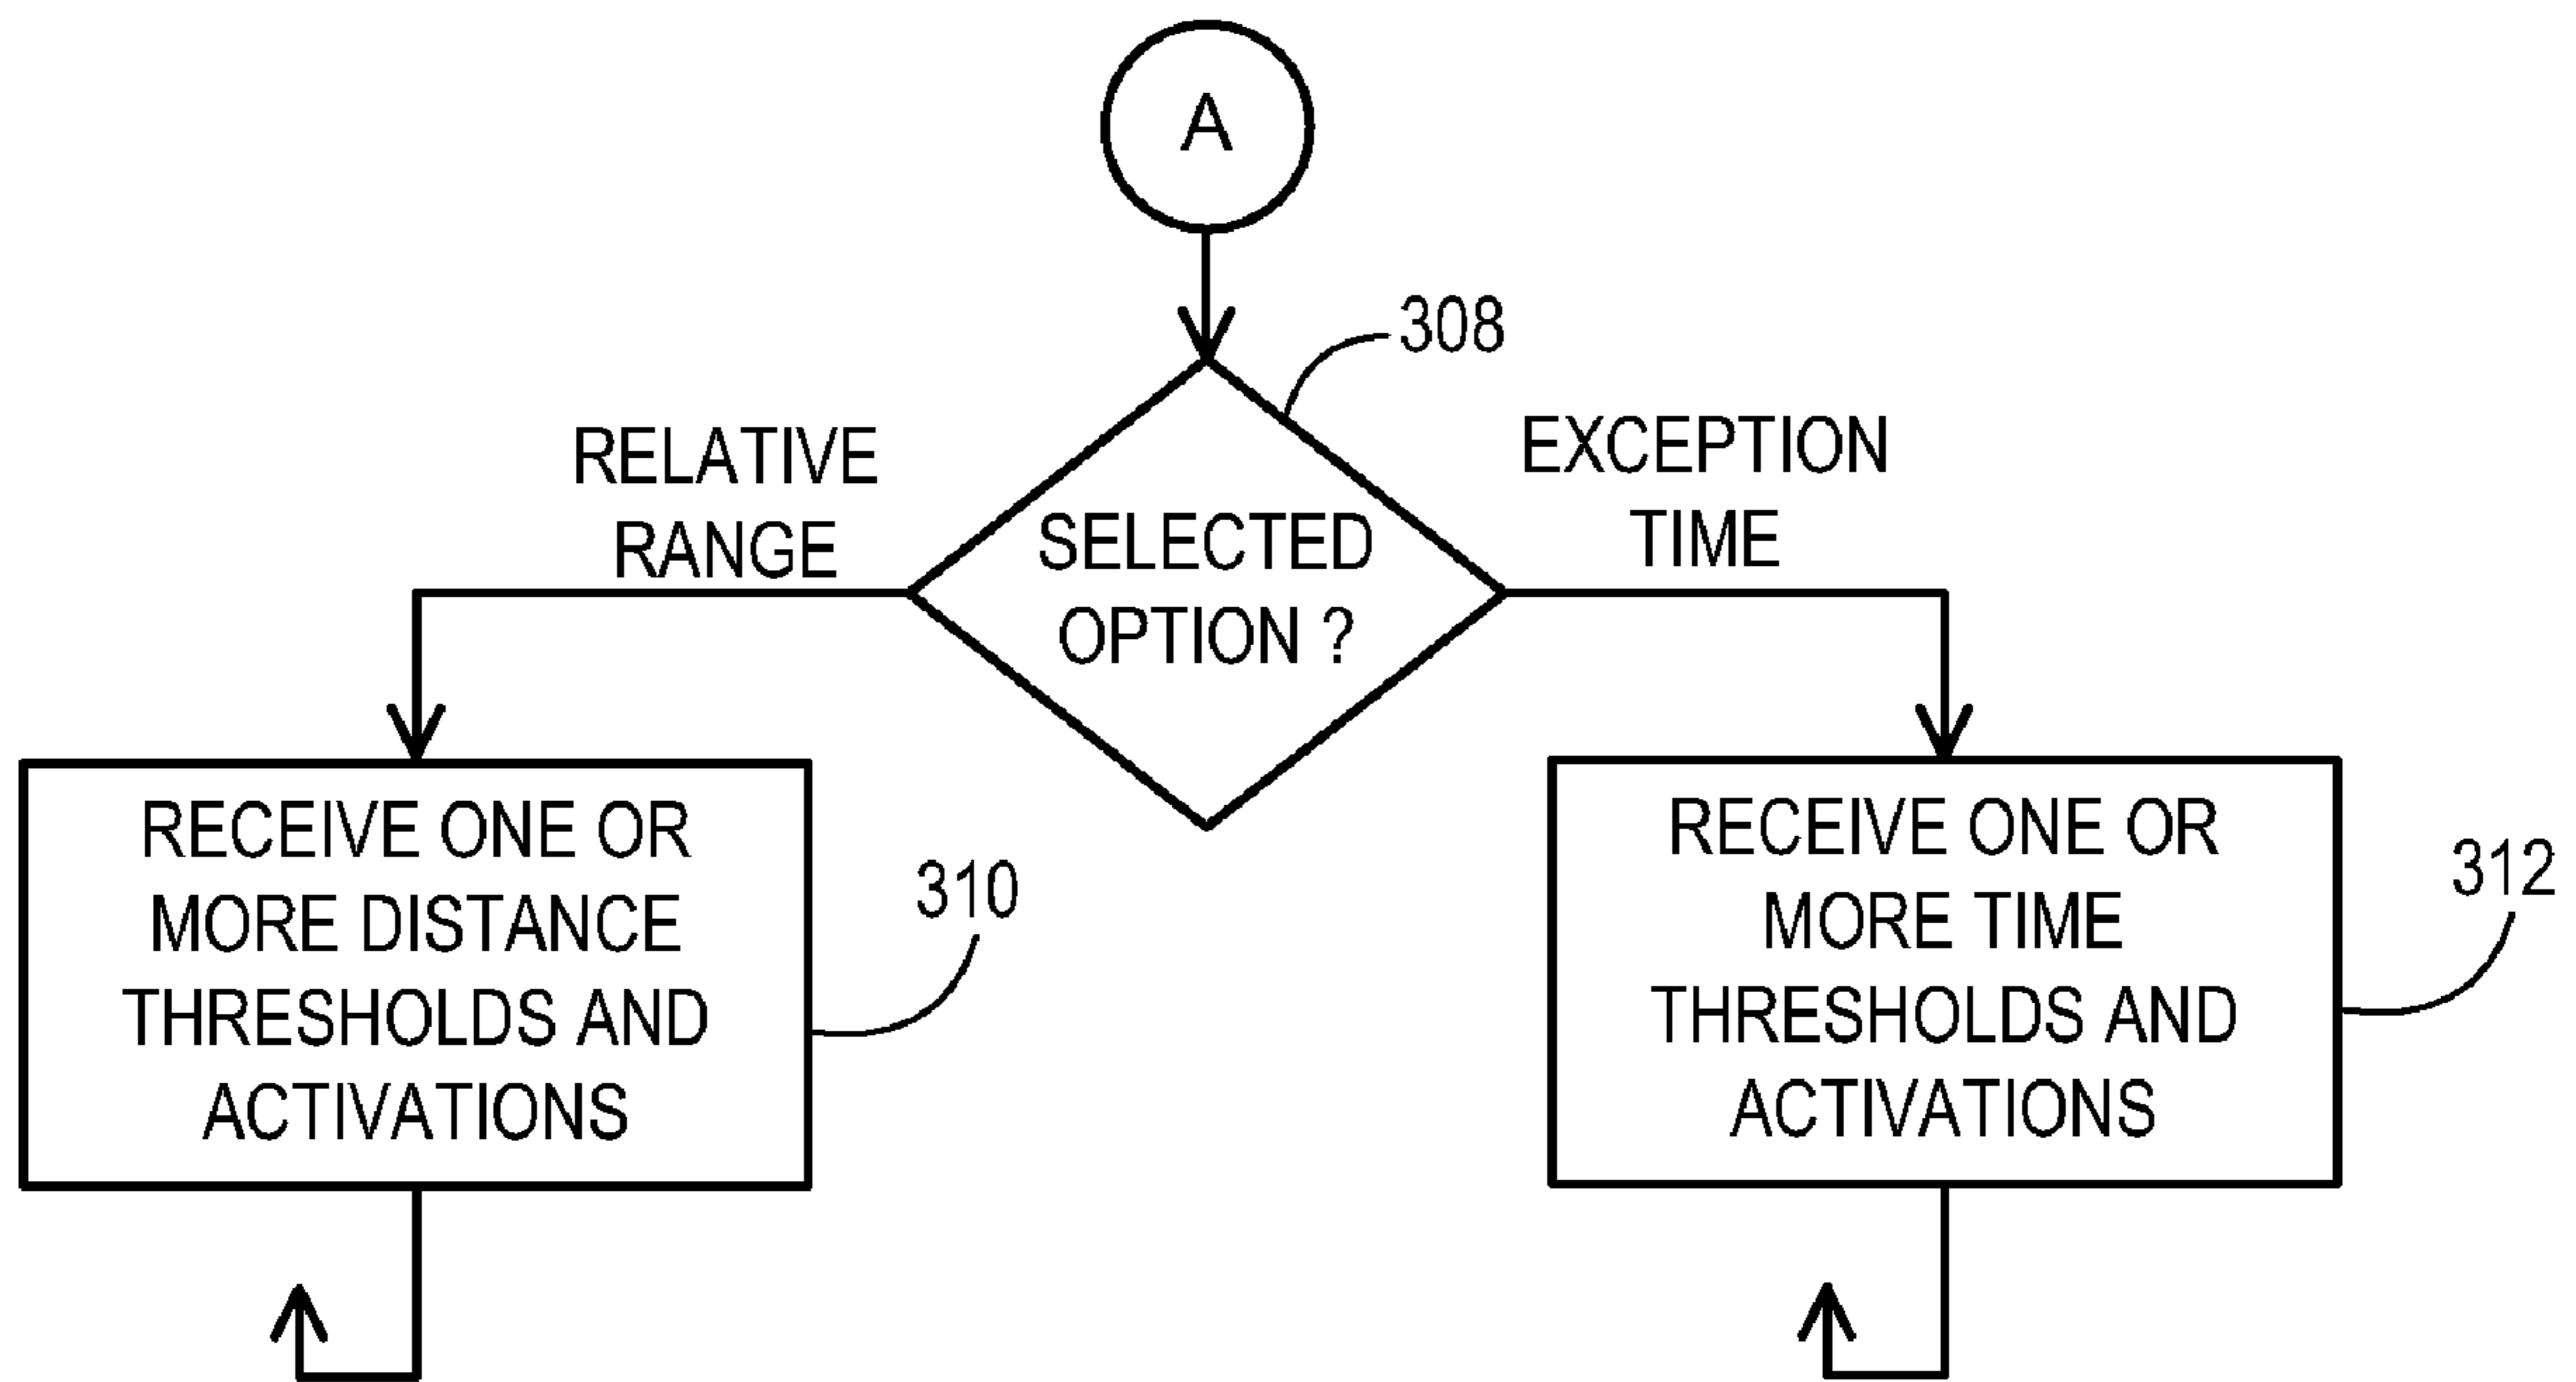 A
308
RELATIVE
RANGE
SELECTED
OPTION ?
EXCEPTION
TIME
RECEIVE ONE OR
MORE DISTANCE
THRESHOLDS AND
ACTIVATIONS
310
RECEIVE ONE OR
MORE TIME
THRESHOLDS AND
ACTIVATIONS
312